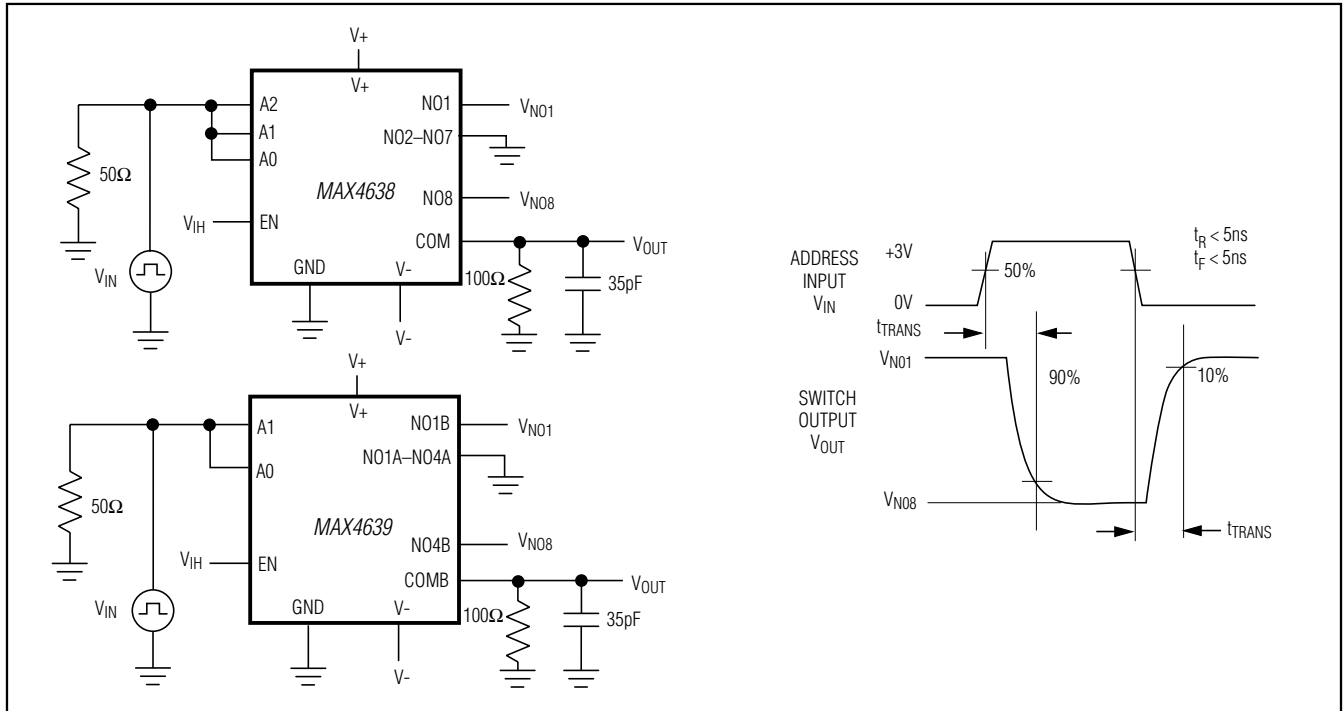 V+
V+
A2
A1
A0
NO1
VNO1
NO2–NO7
50Ω
MAX4638
NO8
VNO8
VIH
EN
COM
VOUT
GND
V-
VIN
100Ω
35pF
V-
V+
V+
A1
A0
NO1B
VNO1
NO1A–NO4A
50Ω
MAX4639
NO4B
VNO8
VIH
EN
COMB
VOUT
GND
V-
VIN
100Ω
35pF
V-
ADDRESS
INPUT
VIN
+3V
0V
50%
tR < 5ns
tF < 5ns
tTRANS
VN01
90%
10%
SWITCH
OUTPUT
VOUT
VN08
tTRANS